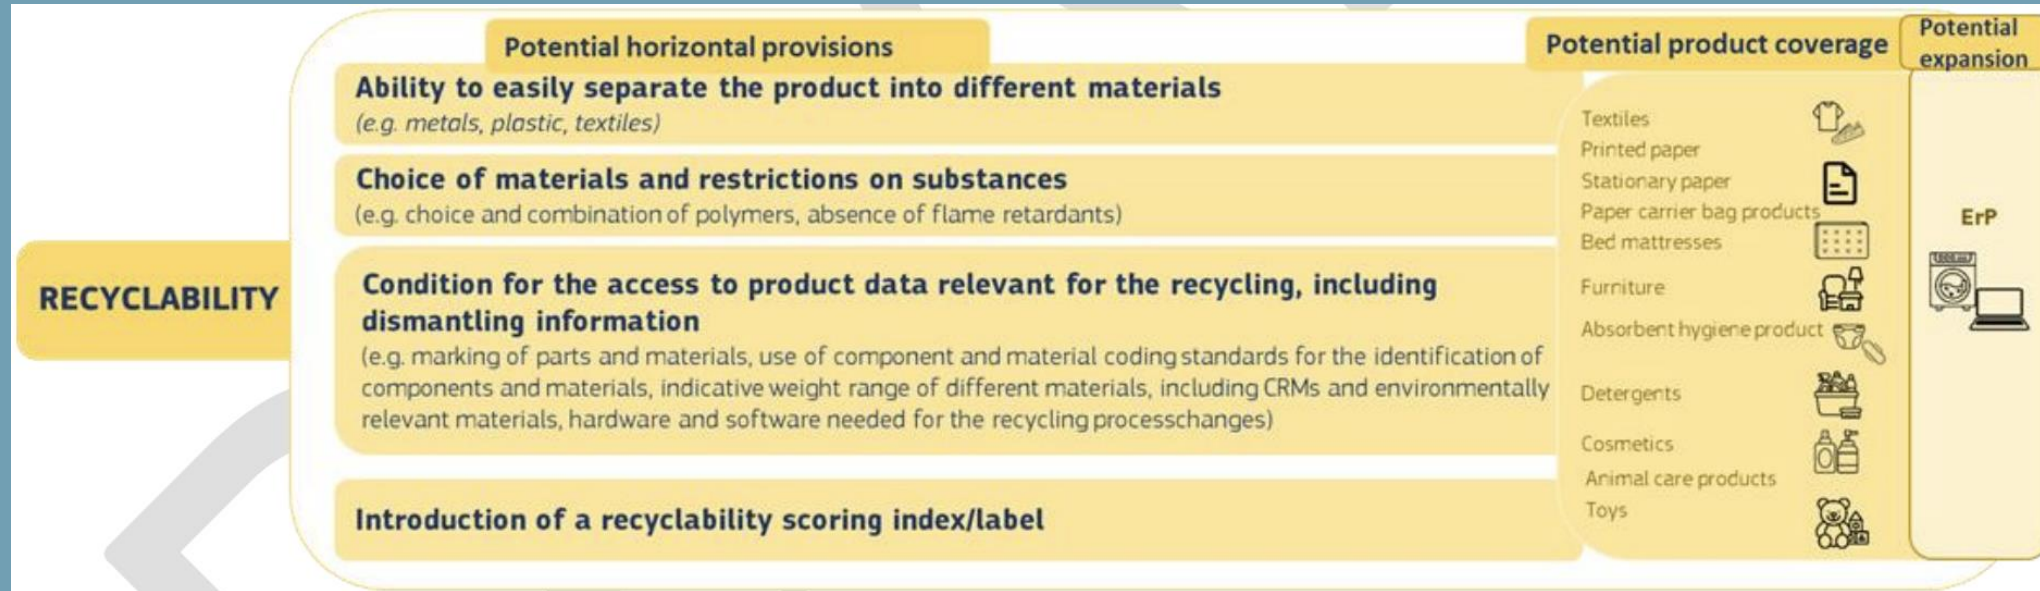 Potential horizontal provisions
Potential product coverage
Potential
expansion
RECYCLABILITY
Ability to easily separate the product into different materials
(e.g. metals, plastic, textiles)
Choice of materials and restrictions on substances
(e.g. choice and combination of polymers, absence of flame retardants)
Condition for the access to product data relevant for the recycling, including
dismantling information
(e.g. marking of parts and materials, use of component and material coding standards for the identification of
components and materials, indicative weight range of different materials, including CRMs and environmentally
relevant materials, hardware and software needed for the recycling processchanges)
Introduction of a recyclability scoring index/label
Textiles
Printed paper
Stationary paper
Paper carrier bag products
Bed mattresses
Furniture
Absorbent hygiene product
Detergents
Cosmetics
Animal care products
Toys
ErP